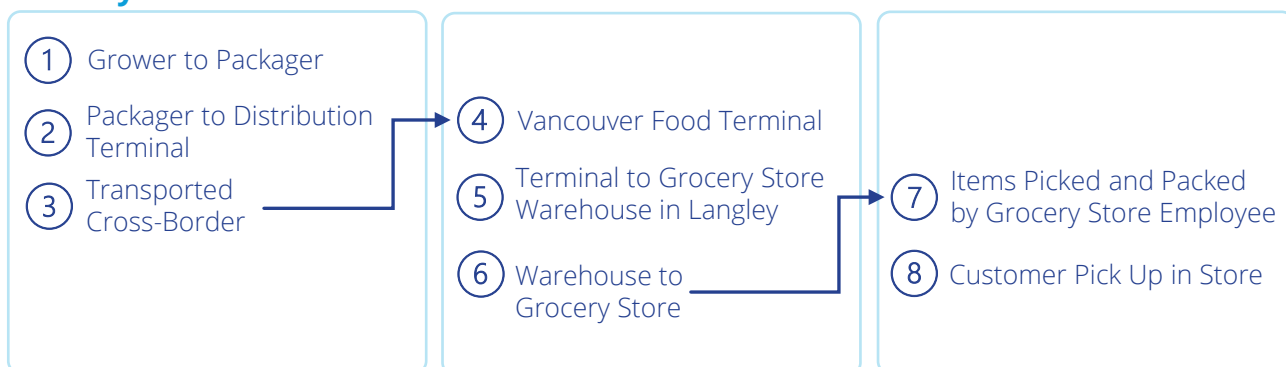 1 Grower to Packager
2 Packager to Distribution
Terminal
3 Transported
Cross-Border
4 Vancouver Food Terminal
5 Terminal to Grocery Store
Warehouse in Langley
6 Warehouse to
Grocery Store
7 Items Picked and Packed
by Grocery Store Employee
8 Customer Pick Up in Store